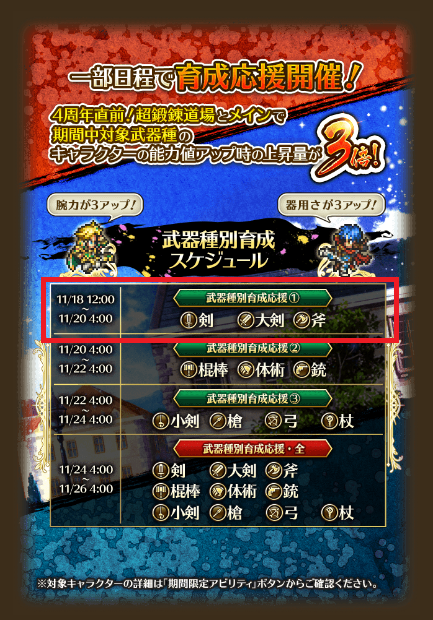 一部日程で育成応援開催！
4周年直前！超鍛錬道場とメインで
期間中対象武器種の
キャラクターの能力値アップ時の上昇量が
3倍！
腕力が3アップ！
器用さが3アップ！
武器種別育成
スケジュール
11/18 12:00
～
11/20 4:00
武器種別育成応援①
剣 大剣 斧
11/20 4:00
～
11/22 4:00
武器種別育成応援②
棍棒 体術 銃
11/22 4:00
～
11/24 4:00
武器種別育成応援③
小剣 槍 弓 杖
11/24 4:00
～
11/26 4:00
武器種別育成応援・全
剣 大剣 斧
棍棒 体術 銃
小剣 槍 弓 杖
※対象キャラクターの詳細は「期間限定アビリティ」ボタンからご確認ください。